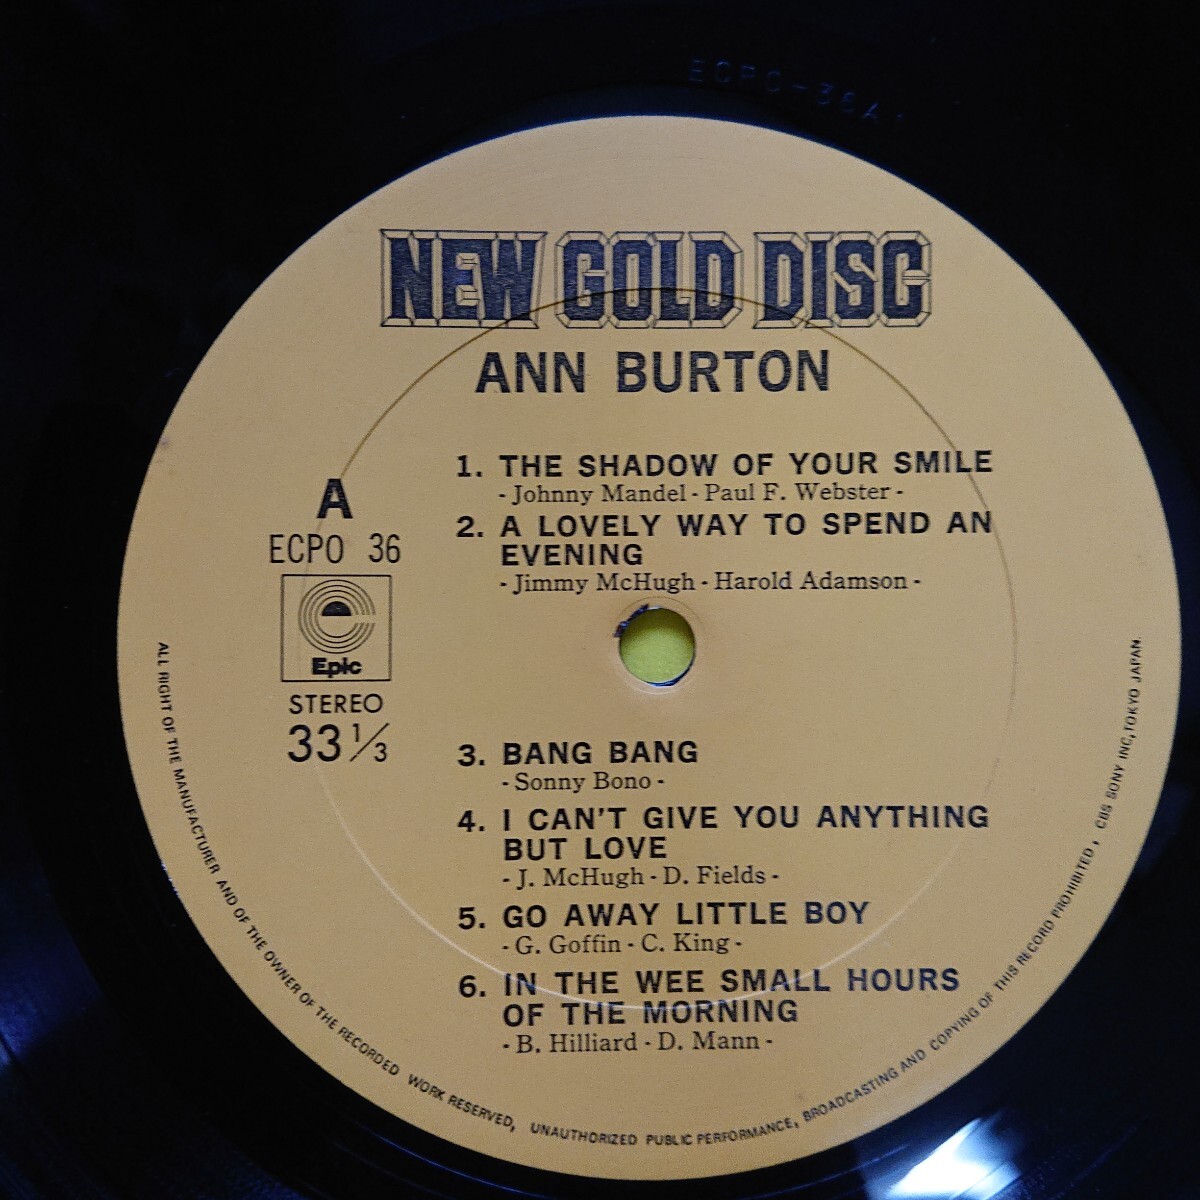 ECPO-36A1
NEW GOLD DISC
ANN BURTON
1. THE SHADOW OF YOUR SMILE
- Johnny Mandel - Paul F. Webster -
2. A LOVELY WAY TO SPEND AN
EVENING
- Jimmy McHugh - Harold Adamson -
A
ECPO 36
Epic
STEREO
33 1/3
3. BANG BANG
- Sonny Bono -
4. I CAN'T GIVE YOU ANYTHING
BUT LOVE
- J. McHugh - D. Fields -
5. GO AWAY LITTLE BOY
- G. Goffin - C. King -
6. IN THE WEE SMALL HOURS
OF THE MORNING
- B. Hilliard - D. Mann -
ALL RIGHT OF THE MANUFACTURER AND OF THE OWNER OF THE RECORDED WORK RESERVED, UNAUTHORIZED PUBLIC PERFORMANCE, BROADCASTING AND COPYING OF THIS RECORD PROHIBITED, CBS SONY INC, TOKYO JAPAN.